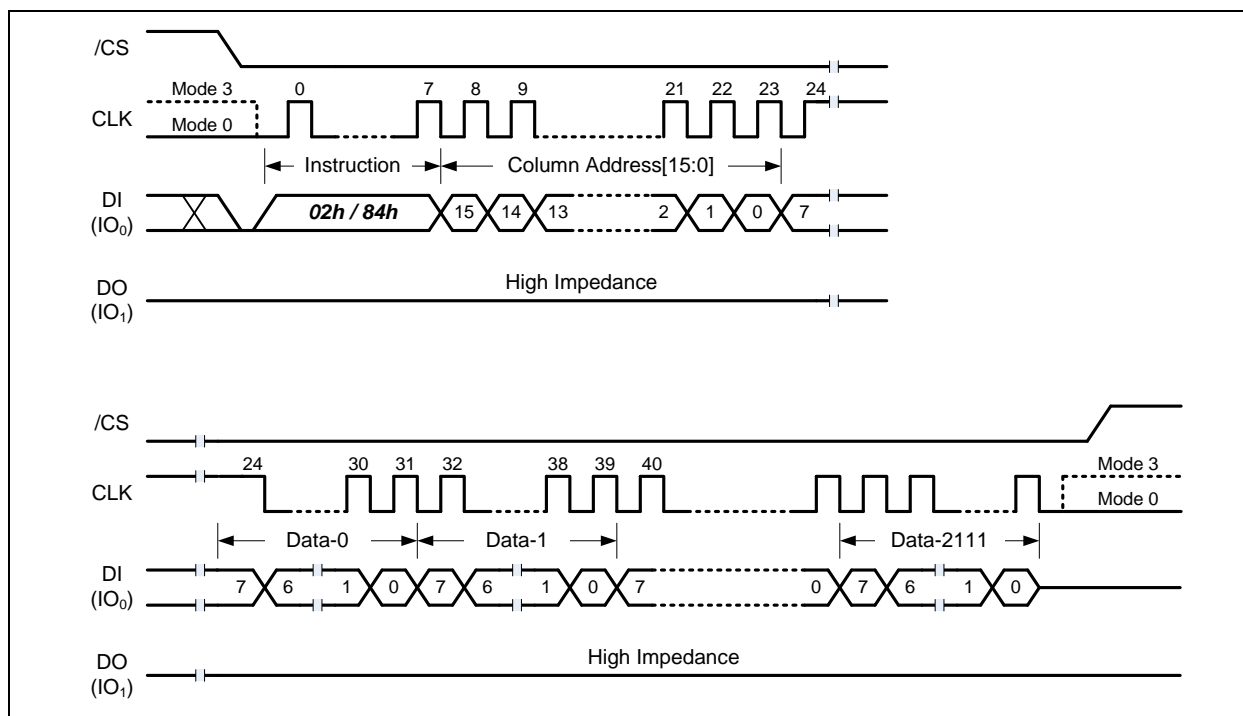 /CS
Mode 3 0 7 8 9 21 22 23 24
CLK
Mode 0
Instruction Column Address[15:0]
DI
(IO0)
02h / 84h 15 14 13 2 1 0 7
High Impedance
DO
(IO1)
/CS
24 30 31 32 38 39 40 Mode 3
CLK
Mode 0
Data-0 Data-1 Data-2111
DI
(IO0)
7 6 1 0 7 6 1 0 7 0 7 6 1 0
High Impedance
DO
(IO1)